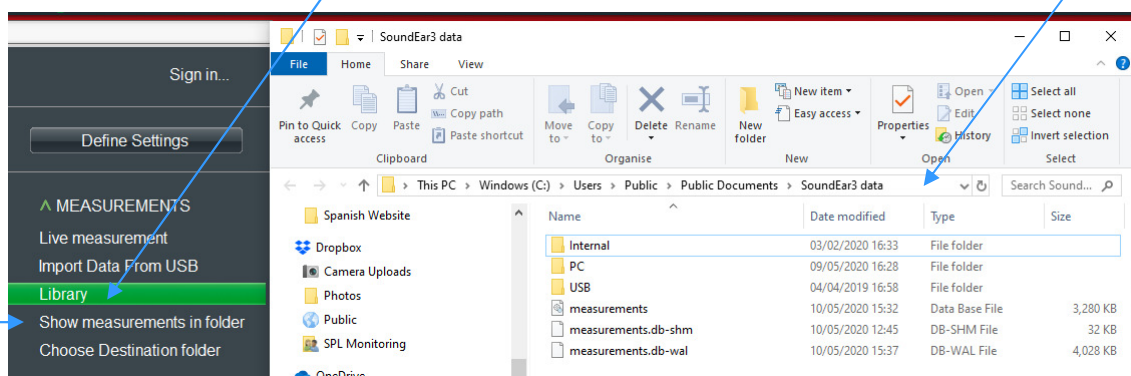 Sign in...
Define Settings
MEASUREMENTS
Live measurement
Import Data From USB
Library
Show measurements in folder
Choose Destination folder
SoundEar3 data
File Home Share View
Pin to Quick access
Copy
Paste
Cut
Copy path
Paste shortcut
Clipboard
Move to
Copy to
Delete
Rename
Organise
New folder
New item
Easy access
New
Properties
Open
Edit
History
Open
Select all
Select none
Invert selection
Select
This PC > Windows (C:) > Users > Public > Public Documents > SoundEar3 data
Search Sound...
Spanish Website
Dropbox
Camera Uploads
Photos
Public
SPL Monitoring
OneDrive
Name Date modified Type Size
Internal 03/02/2020 16:33 File folder
PC 09/05/2020 16:28 File folder
USB 04/04/2019 16:58 File folder
measurements 10/05/2020 15:32 Data Base File 3,280 KB
measurements.db-shm 10/05/2020 12:45 DB-SHM File 32 KB
measurements.db-wal 10/05/2020 15:37 DB-WAL File 4,028 KB